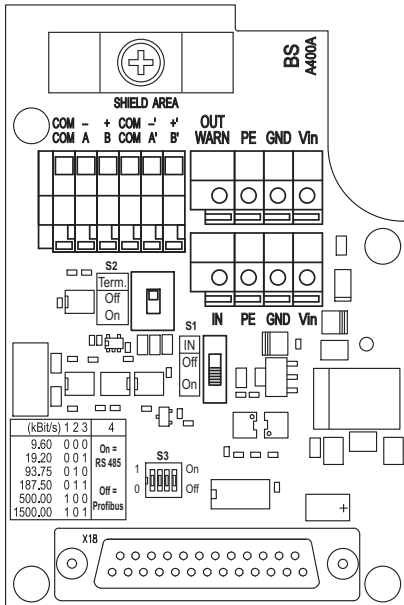 BS
A400A
SHIELD AREA
COM – + COM –' +'
COM A B COM A' B'
OUT
WARN PE GND Vin
S2
Term.
Off
On
IN PE GND Vin
S1
IN
Off
On
(kBit/s) 1 2 3 4
9.60 0 0 0
19.20 0 0 1
93.75 0 1 0
187.50 0 1 1
500.00 1 0 0
1500.00 1 0 1
On =
RS 485
Off =
Profibus
S3
1 On
0 Off
+
X18